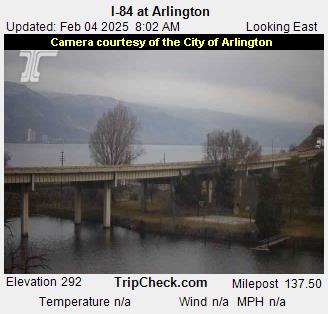 I-84 at Arlington
Updated: Feb 04 2025 8:02 AM Looking East
Camera courtesy of the City of Arlington
Elevation 292 TripCheck.com Milepost 137.50
Temperature n/a Wind n/a MPH n/a